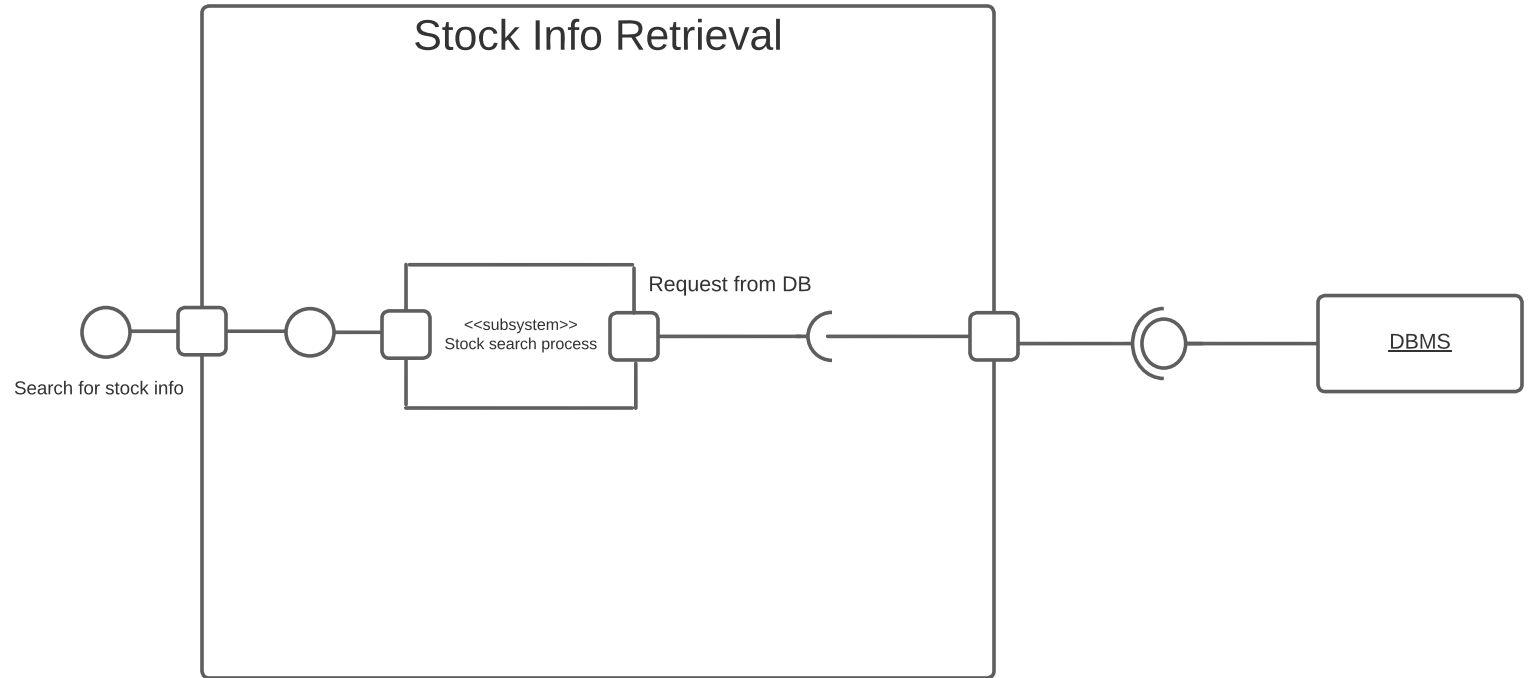 Stock Info Retrieval
Request from DB
<<subsystem>>
Stock search process
DBMS
Search for stock info